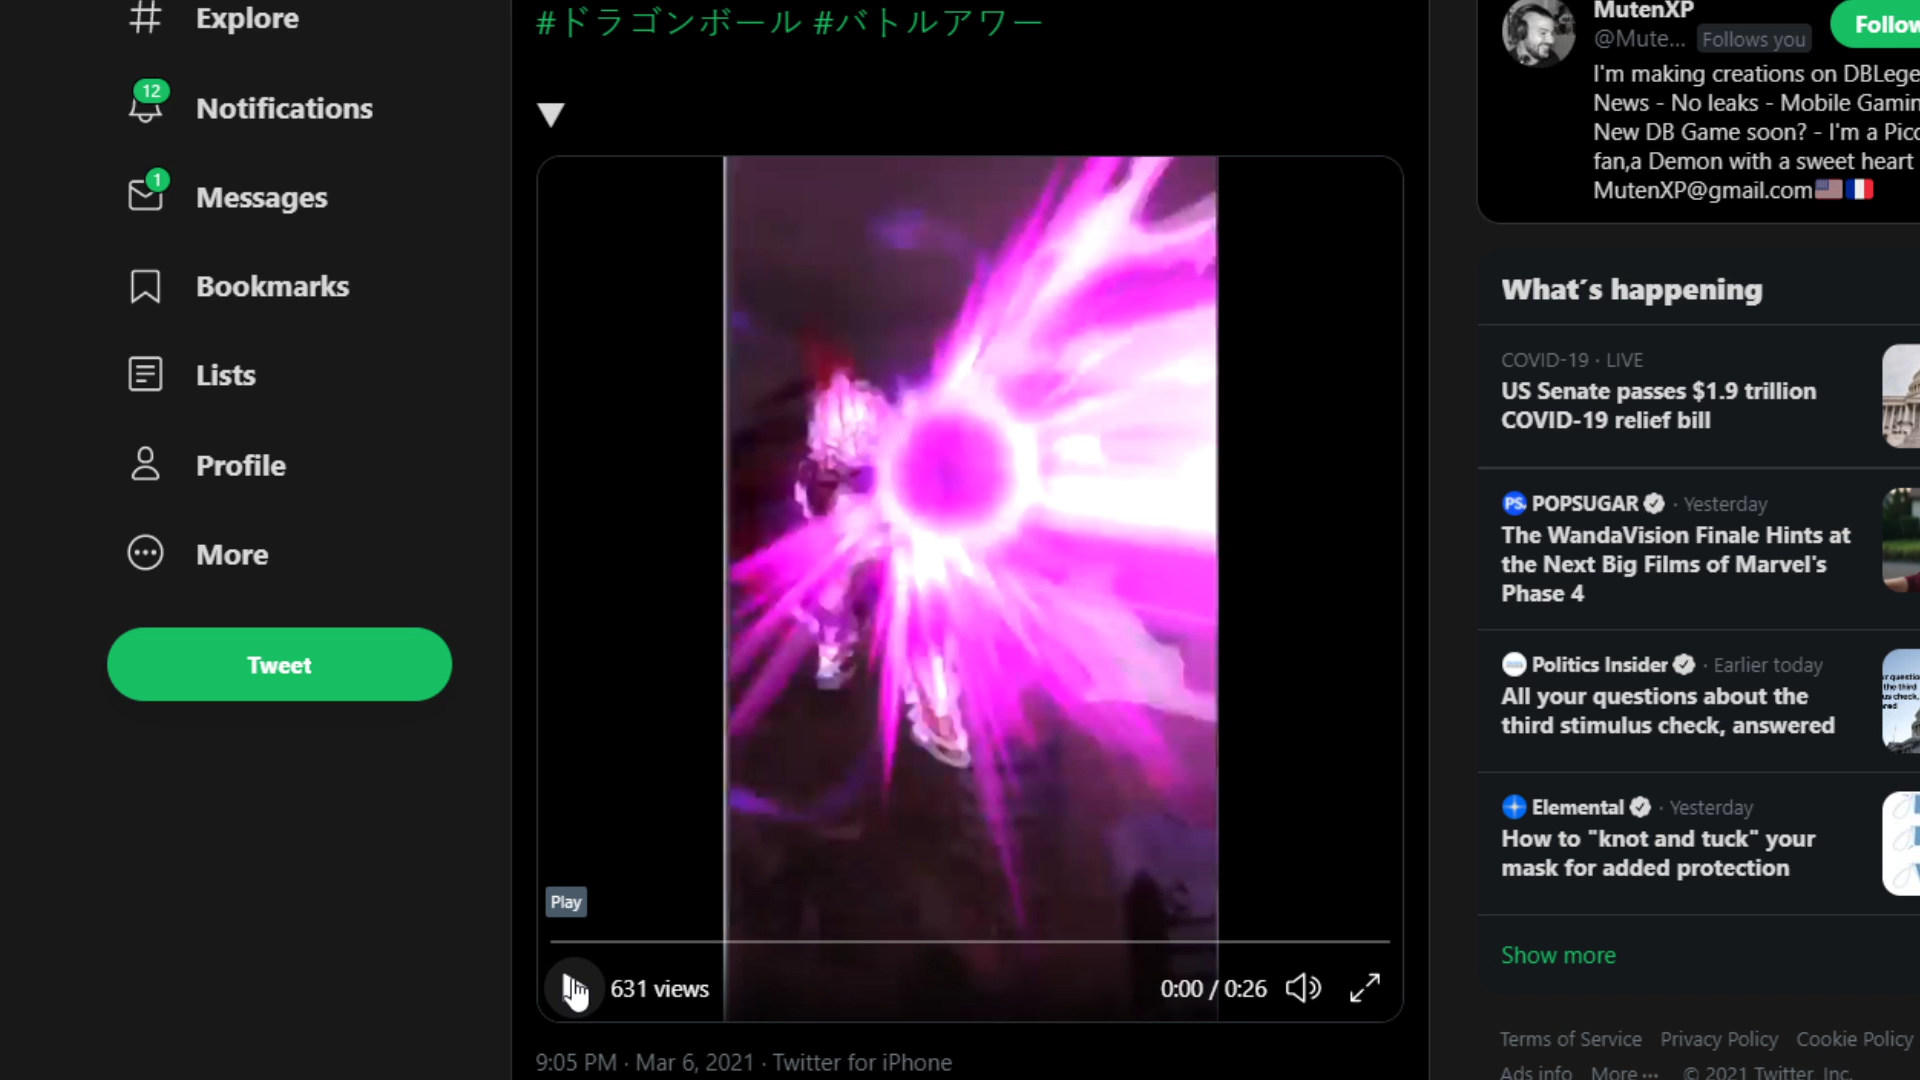 Explore
12
Notifications
1
Messages
Bookmarks
Lists
Profile
More
Tweet
#ドラゴンボール #バトルアワー
Play
631 views
0:00 / 0:26
9:05 PM · Mar 6, 2021 · Twitter for iPhone
MutenXP
@Mute... Follows you
I'm making creations on
News - No leaks - Mobile
New DB Game soon? - I'm a
fan,a Demon with a sweet heart
MutenXP@gmail.com
What's happening
COVID-19 · LIVE
US Senate passes $1.9 trillion
COVID-19 relief bill
PS. POPSUGAR · Yesterday
The WandaVision Finale Hints at
the Next Big Films of Marvel's
Phase 4
Politics Insider · Earlier today
All your questions about the
third stimulus check, answered
Elemental · Yesterday
How to "knot and tuck" your
mask for added protection
Show more
Terms of Service Privacy Policy Cookie Policy
Ads info More ··· © 2021 Twitter, Inc.